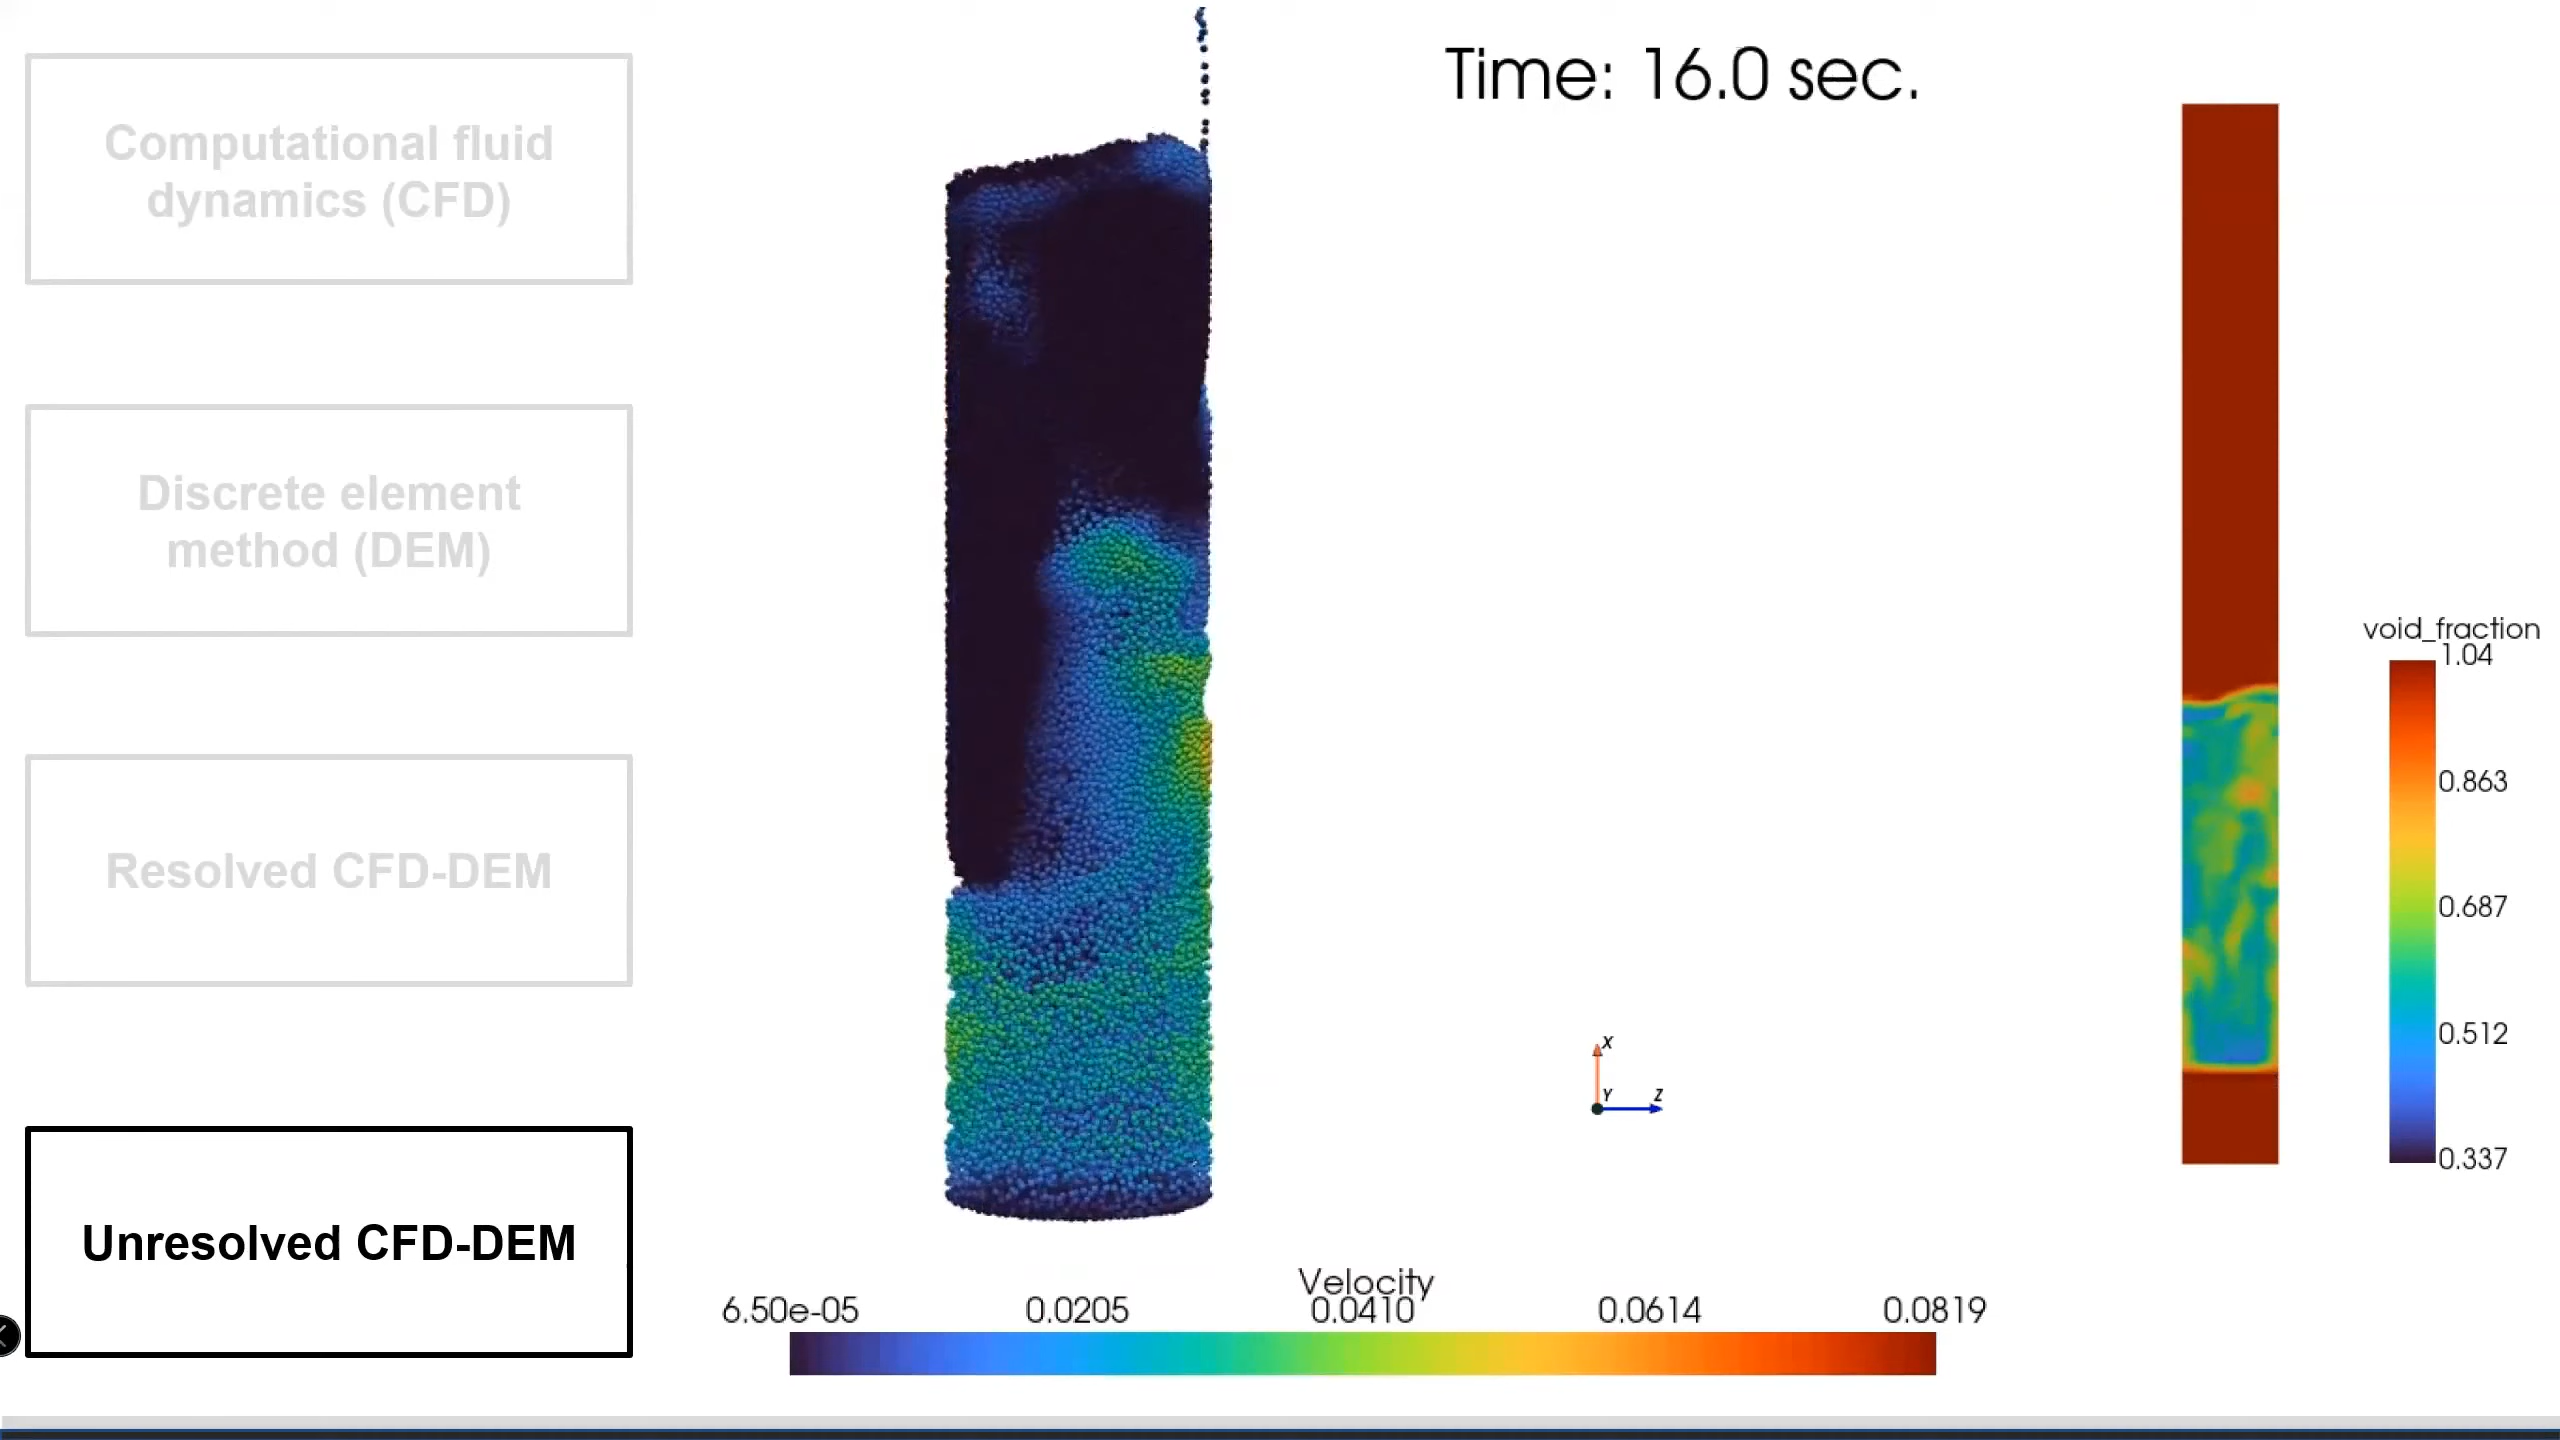 Computational fluid
dynamics (CFD)
Discrete element
method (DEM)
Resolved CFD-DEM
Unresolved CFD-DEM
Time: 16.0 sec.
void_fraction
1.04
0.863
0.687
0.512
0.337
X
Y
Z
Velocity
6.50e-05 0.0205 0.0410 0.0614 0.0819